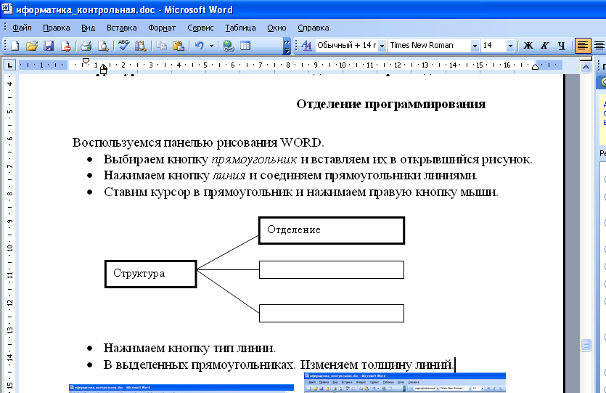 иформатика_контрольная.doc - Microsoft Word
Файл Правка Вид Вставка Формат Сервис Таблица Окно Справка
Обычный + 14 г Times New Roman 14 Ж К Ч
Отделение программирования
Воспользуемся панелью рисования WORD.
• Выбираем кнопку прямоугольник и вставляем их в открывшийся рисунок.
• Нажимаем кнопку линия и соединяем прямоугольники линиями.
• Ставим курсор в прямоугольник и нажимаем правую кнопку мыши.
Отделение
Структура
• Нажимаем кнопку тип линии.
• В выделенных прямоугольниках. Изменяем толщину линий.